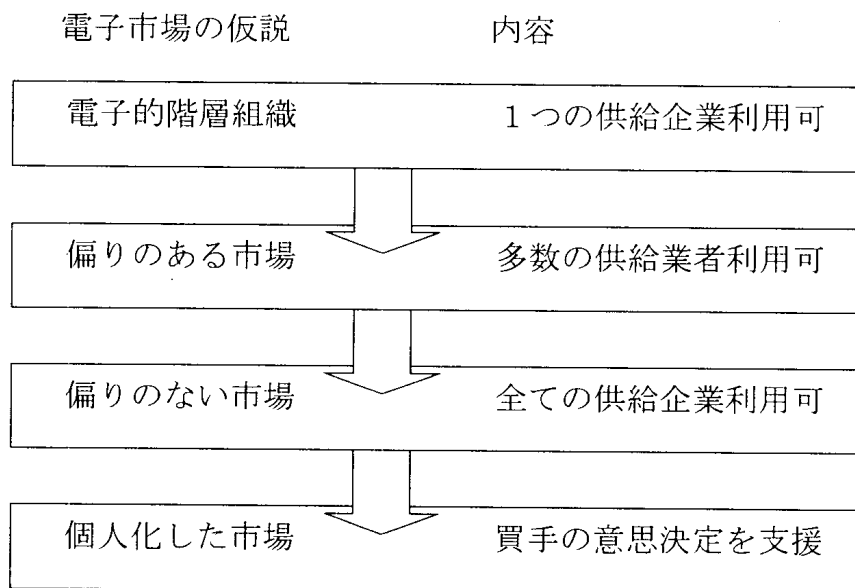 電子市場の仮説 内容
電子的階層組織 1つの供給企業利用可
偏りのある市場 多数の供給業者利用可
偏りのない市場 全ての供給企業利用可
個人化した市場 買手の意思決定を支援